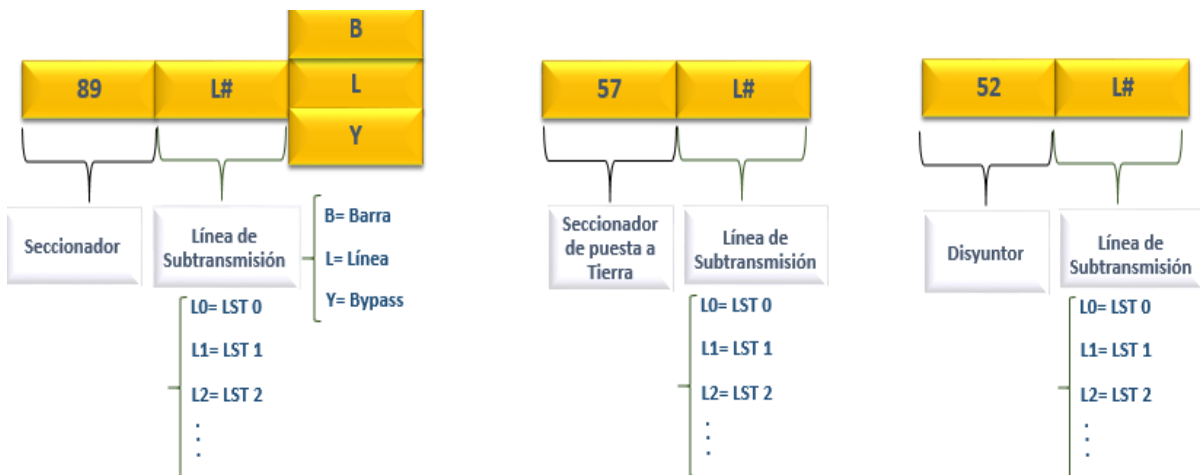 B
89 L# L
Y
Seccionador
Línea de
Subtransmisión
B= Barra
L= Línea
Y= Bypass
L0= LST 0
L1= LST 1
L2= LST 2
57 L#
Seccionador
de puesta a
Tierra
Línea de
Subtransmisión
L0= LST 0
L1= LST 1
L2= LST 2
52 L#
Disyuntor
Línea de
Subtransmisión
L0= LST 0
L1= LST 1
L2= LST 2